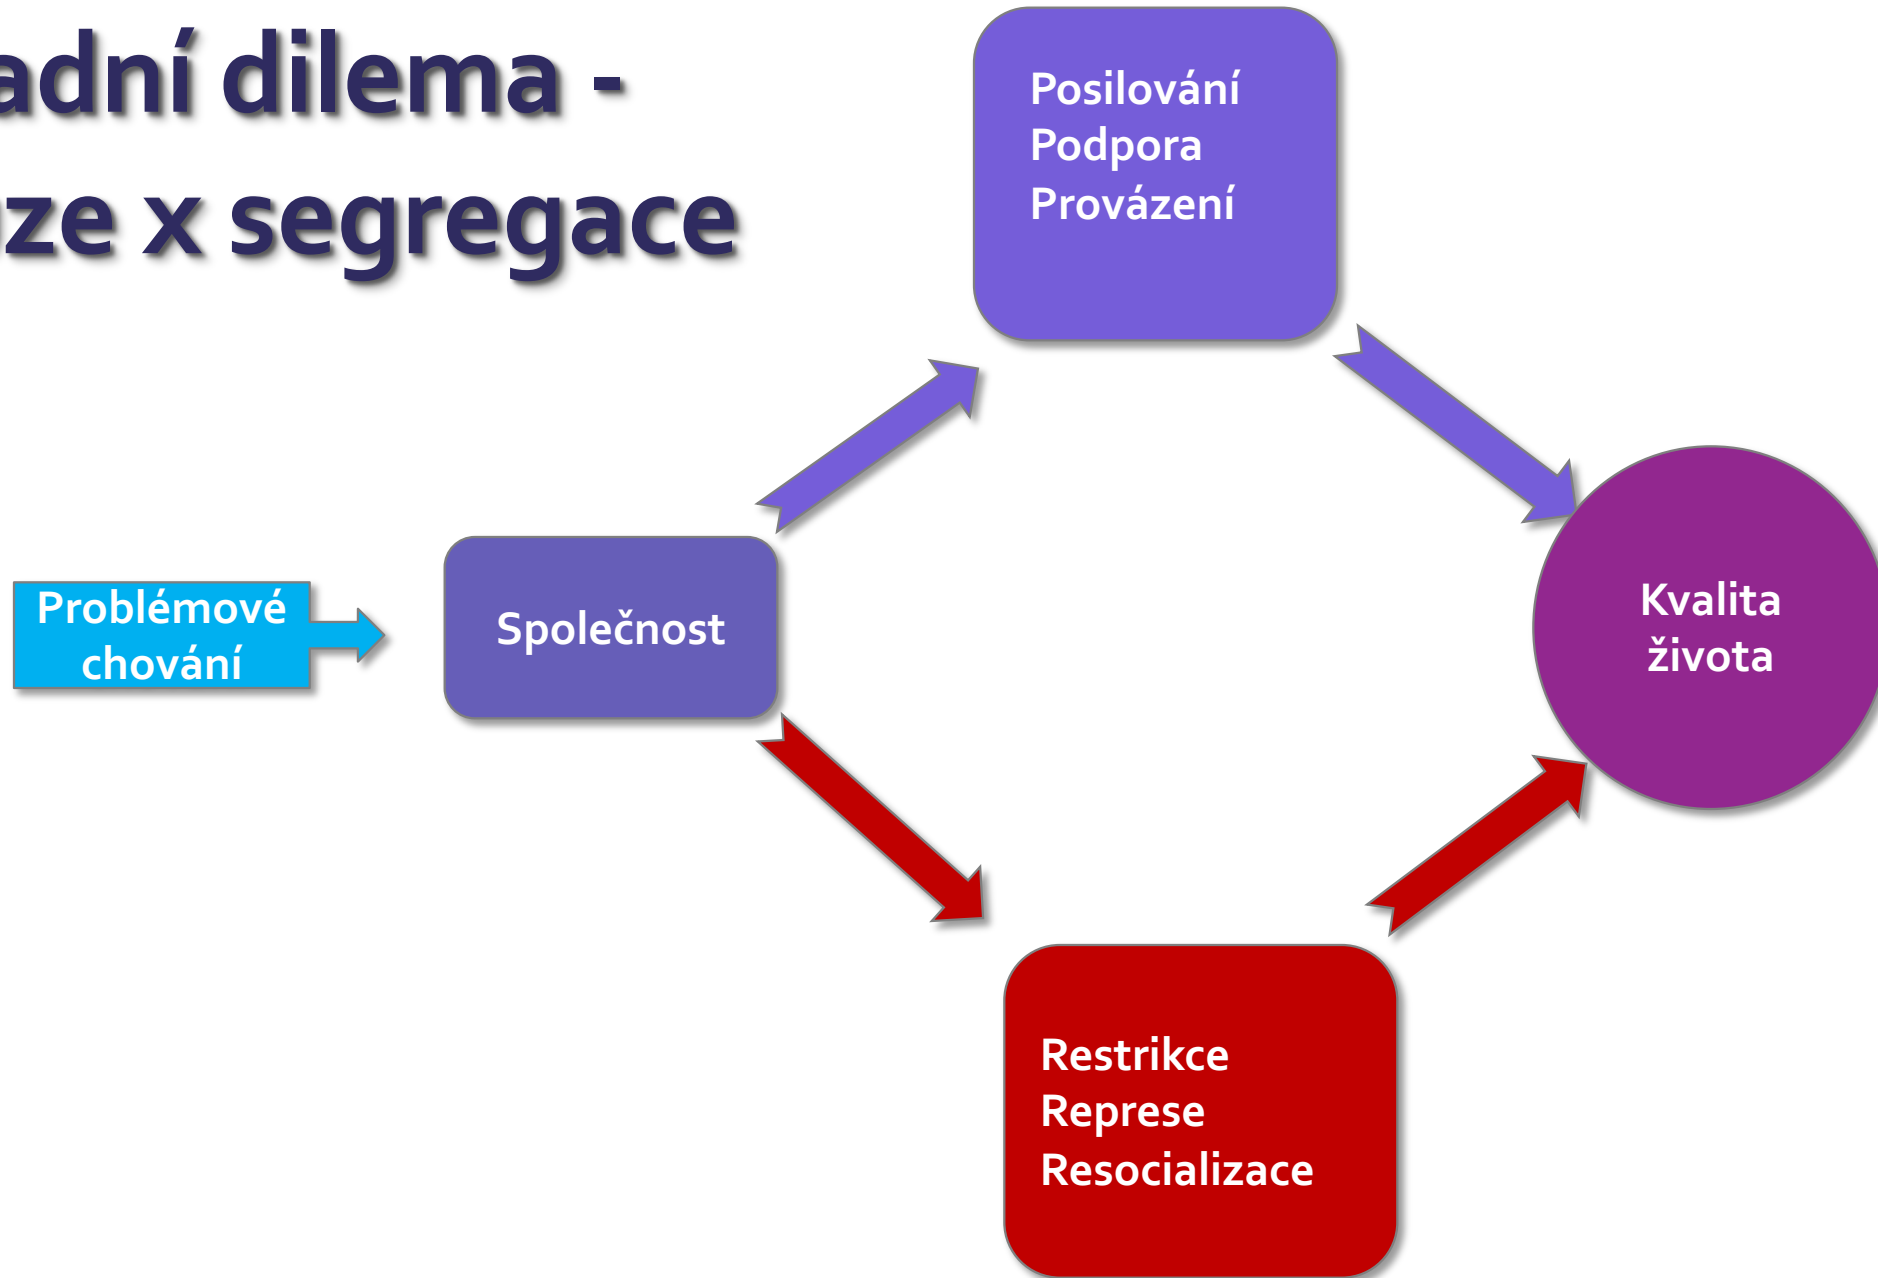 adní dilema -
ze x segregace
Posilování
Podpora
Provázení
Problémové
chování
Společnost
Kvalita
života
Restrikce
Represe
Resocializace